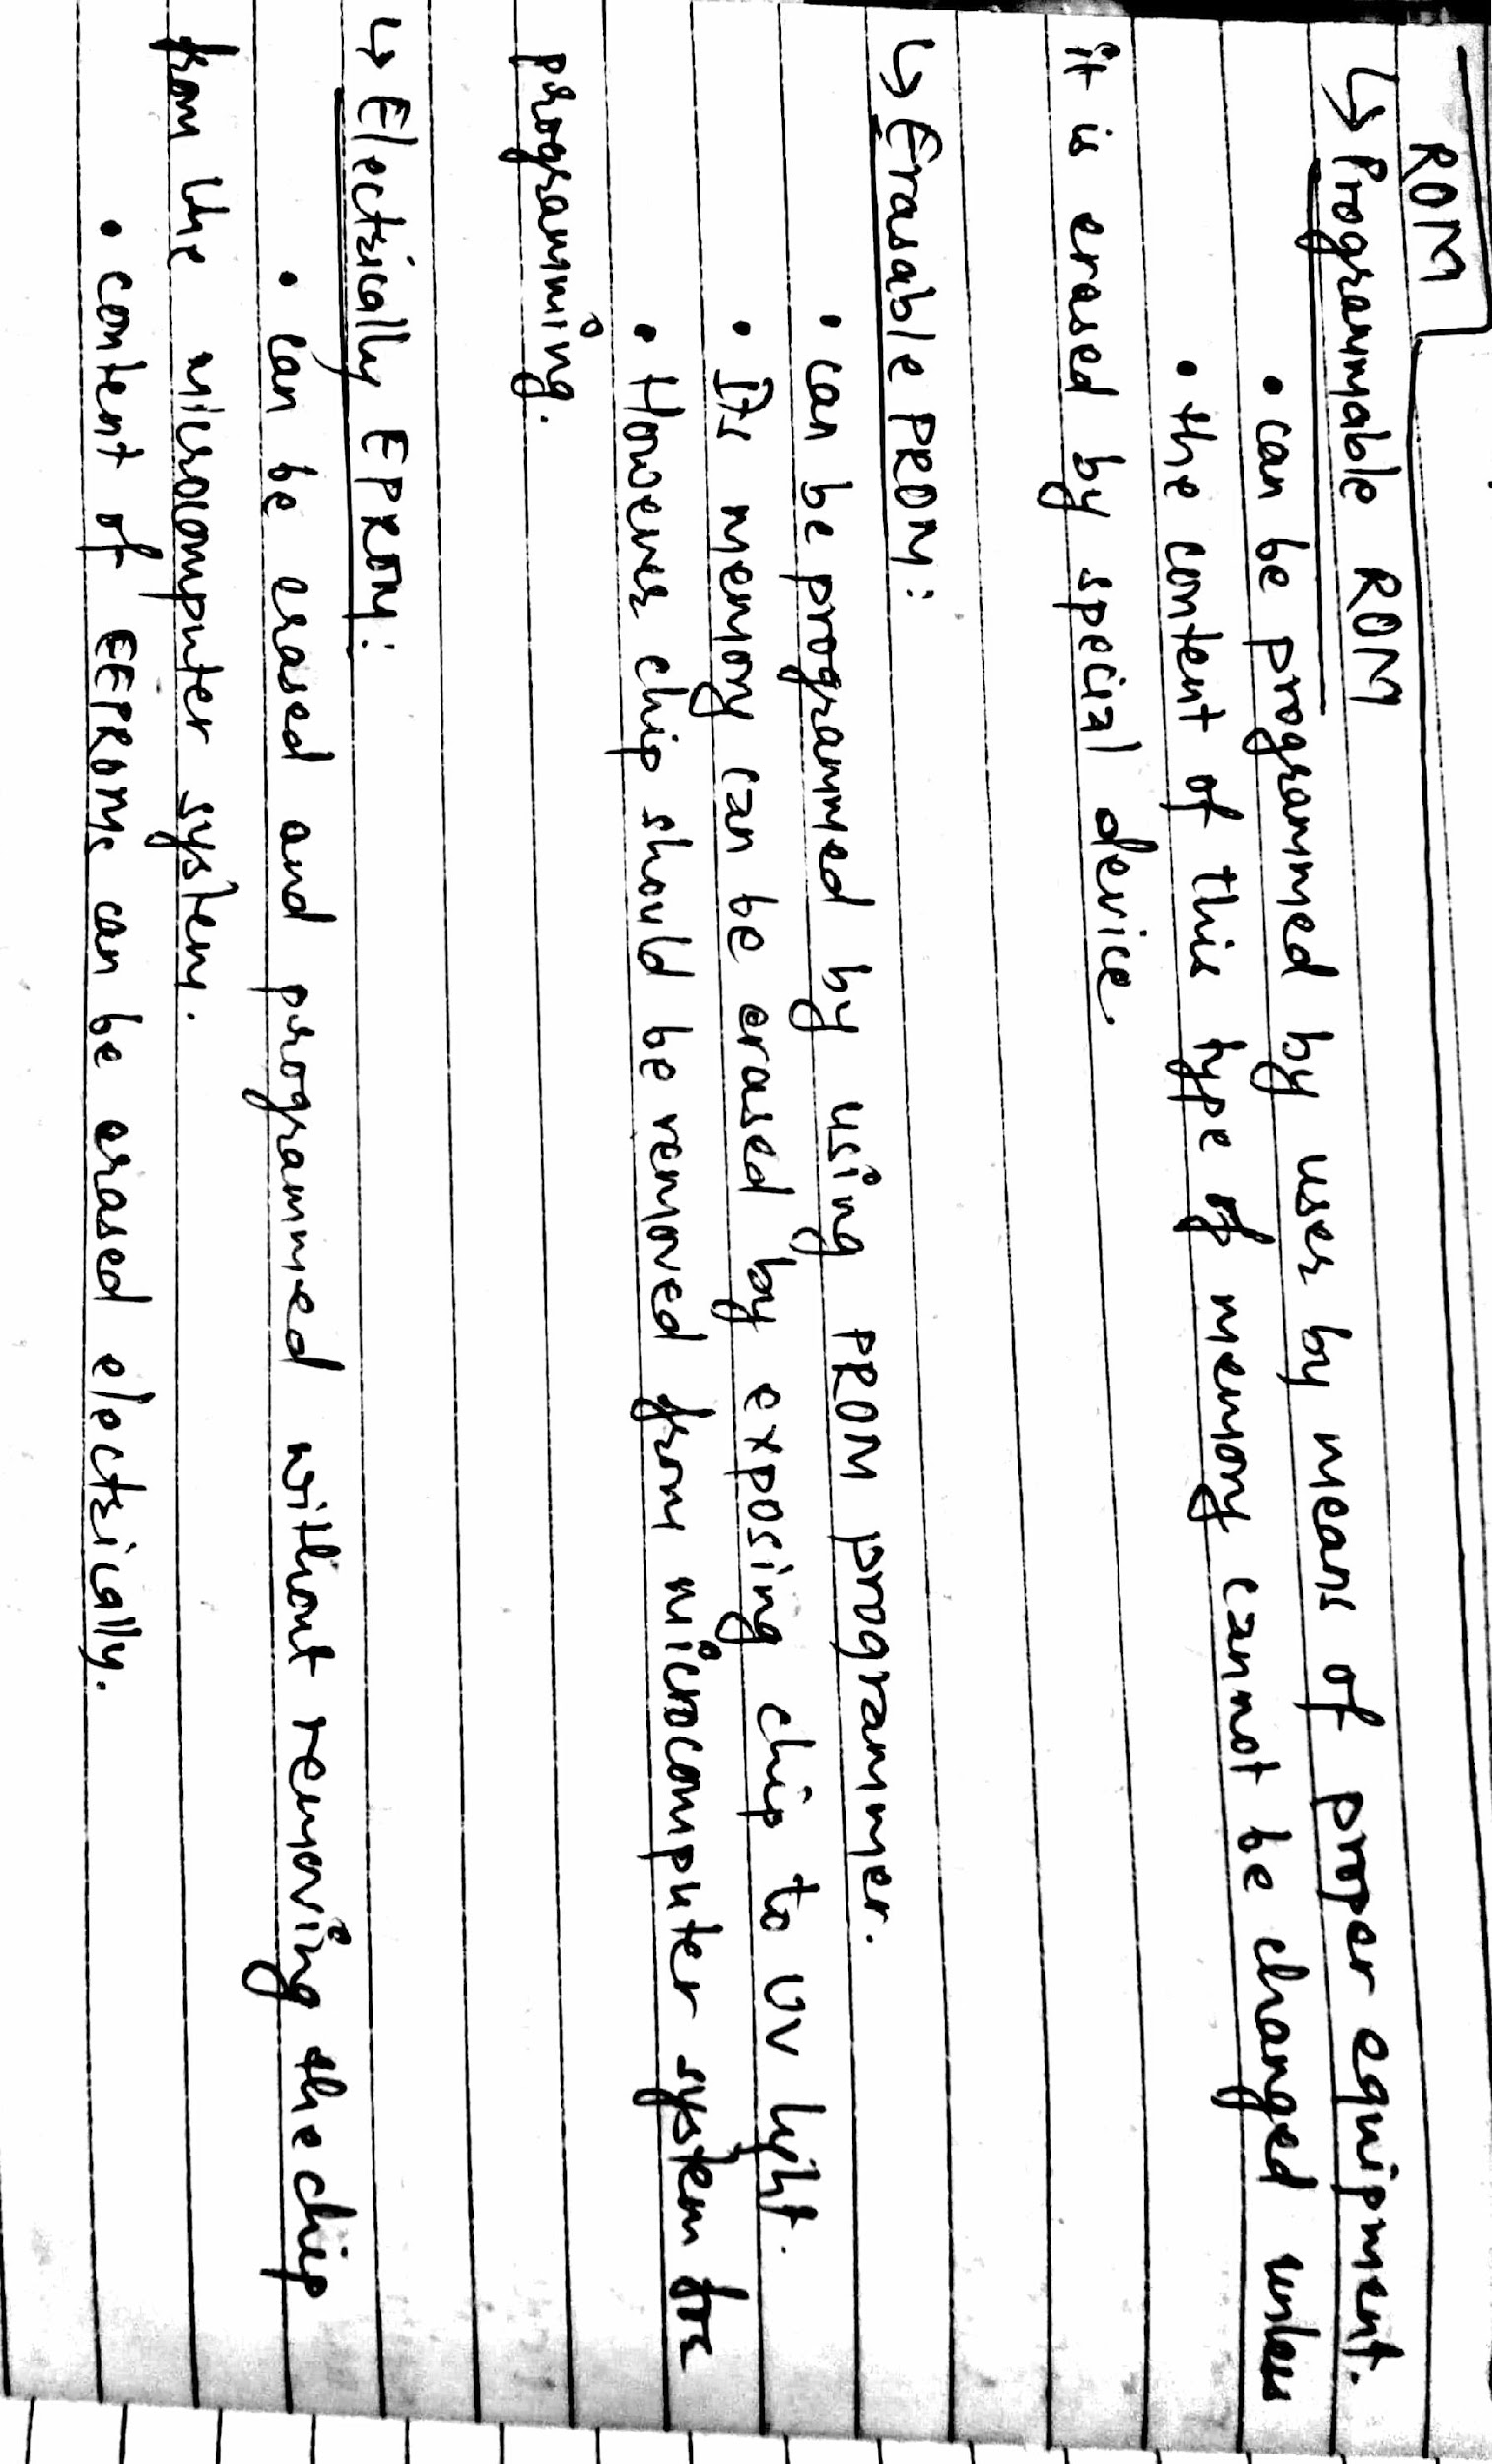 ROM
↳ Programmable ROM
• can be programmed by user by means of proper equipment.
• the content of this type of memory cannot be changed unless
it is erased by special device.
↳ Erasable PROM:
• can be programmed by using PROM programmer.
• Its memory can be erased by exposing chip to UV light.
• However chip should be removed from microcomputer system for
programming.
↳ Electrically EPROM:
• can be erased and programmed without removing the chip
from the microcomputer system.
• content of EEPROMs can be erased electrically.